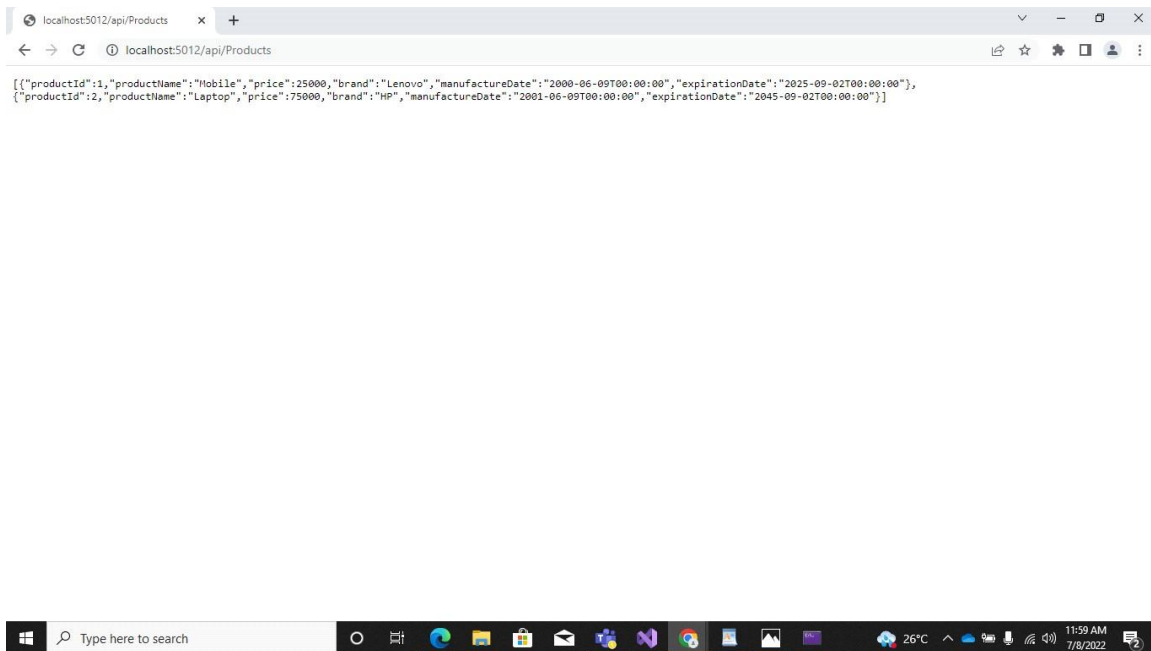 localhost:5012/api/Products
localhost:5012/api/Products
[{"productId":1,"productName":"Mobile","price":25000,"brand":"Lenovo","manufactureDate":"2000-06-09T00:00:00","expirationDate":"2025-09-02T00:00:00"},
{"productId":2,"productName":"Laptop","price":75000,"brand":"HP","manufactureDate":"2001-06-09T00:00:00","expirationDate":"2045-09-02T00:00:00"}]
Type here to search
26°C
11:59 AM
7/8/2022
2